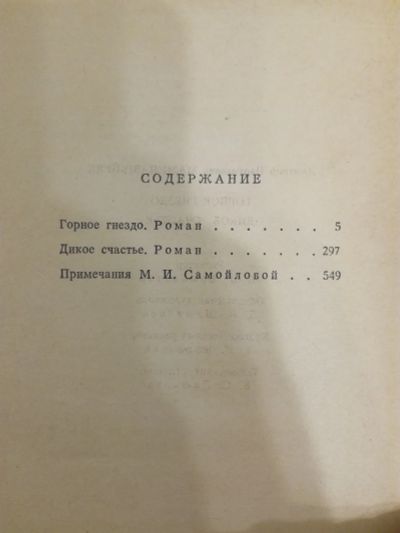 СОДЕРЖАНИЕ
Горное гнездо. Роман . . . . . . . 5
Дикое счастье. Роман . . . . . . . 297
Примечания М. И. Самойловой . . 549